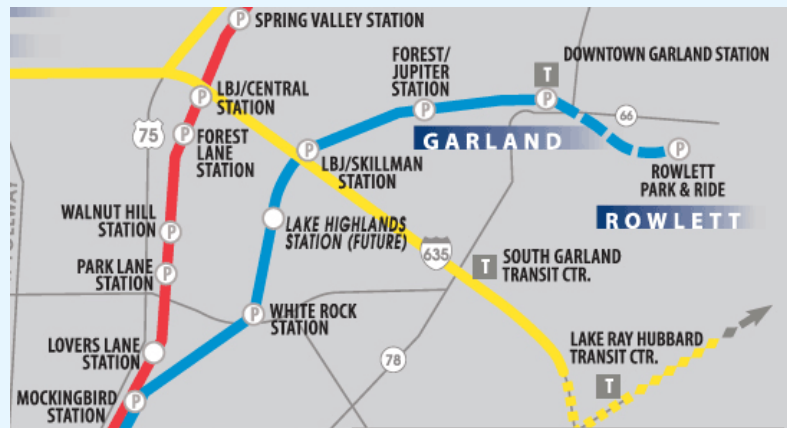 P SPRING VALLEY STATION
FOREST/
JUPITER
STATION
DOWNTOWN GARLAND STATION
T
P
P
P LBJ/CENTRAL
STATION
66
75
P FOREST
LANE
STATION
GARLAND
P LBJ/SKILLMAN
STATION
P
ROWLETT
PARK & RIDE
ROWLETT
WALNUT HILL
STATION P
LAKE HIGHLANDS
STATION (FUTURE)
635
T SOUTH GARLAND
TRANSIT CTR.
PARK LANE
STATION P
P WHITE ROCK
STATION
LOVERS LANE
STATION
78
LAKE RAY HUBBARD
TRANSIT CTR.
T
MOCKINGBIRD
STATION P